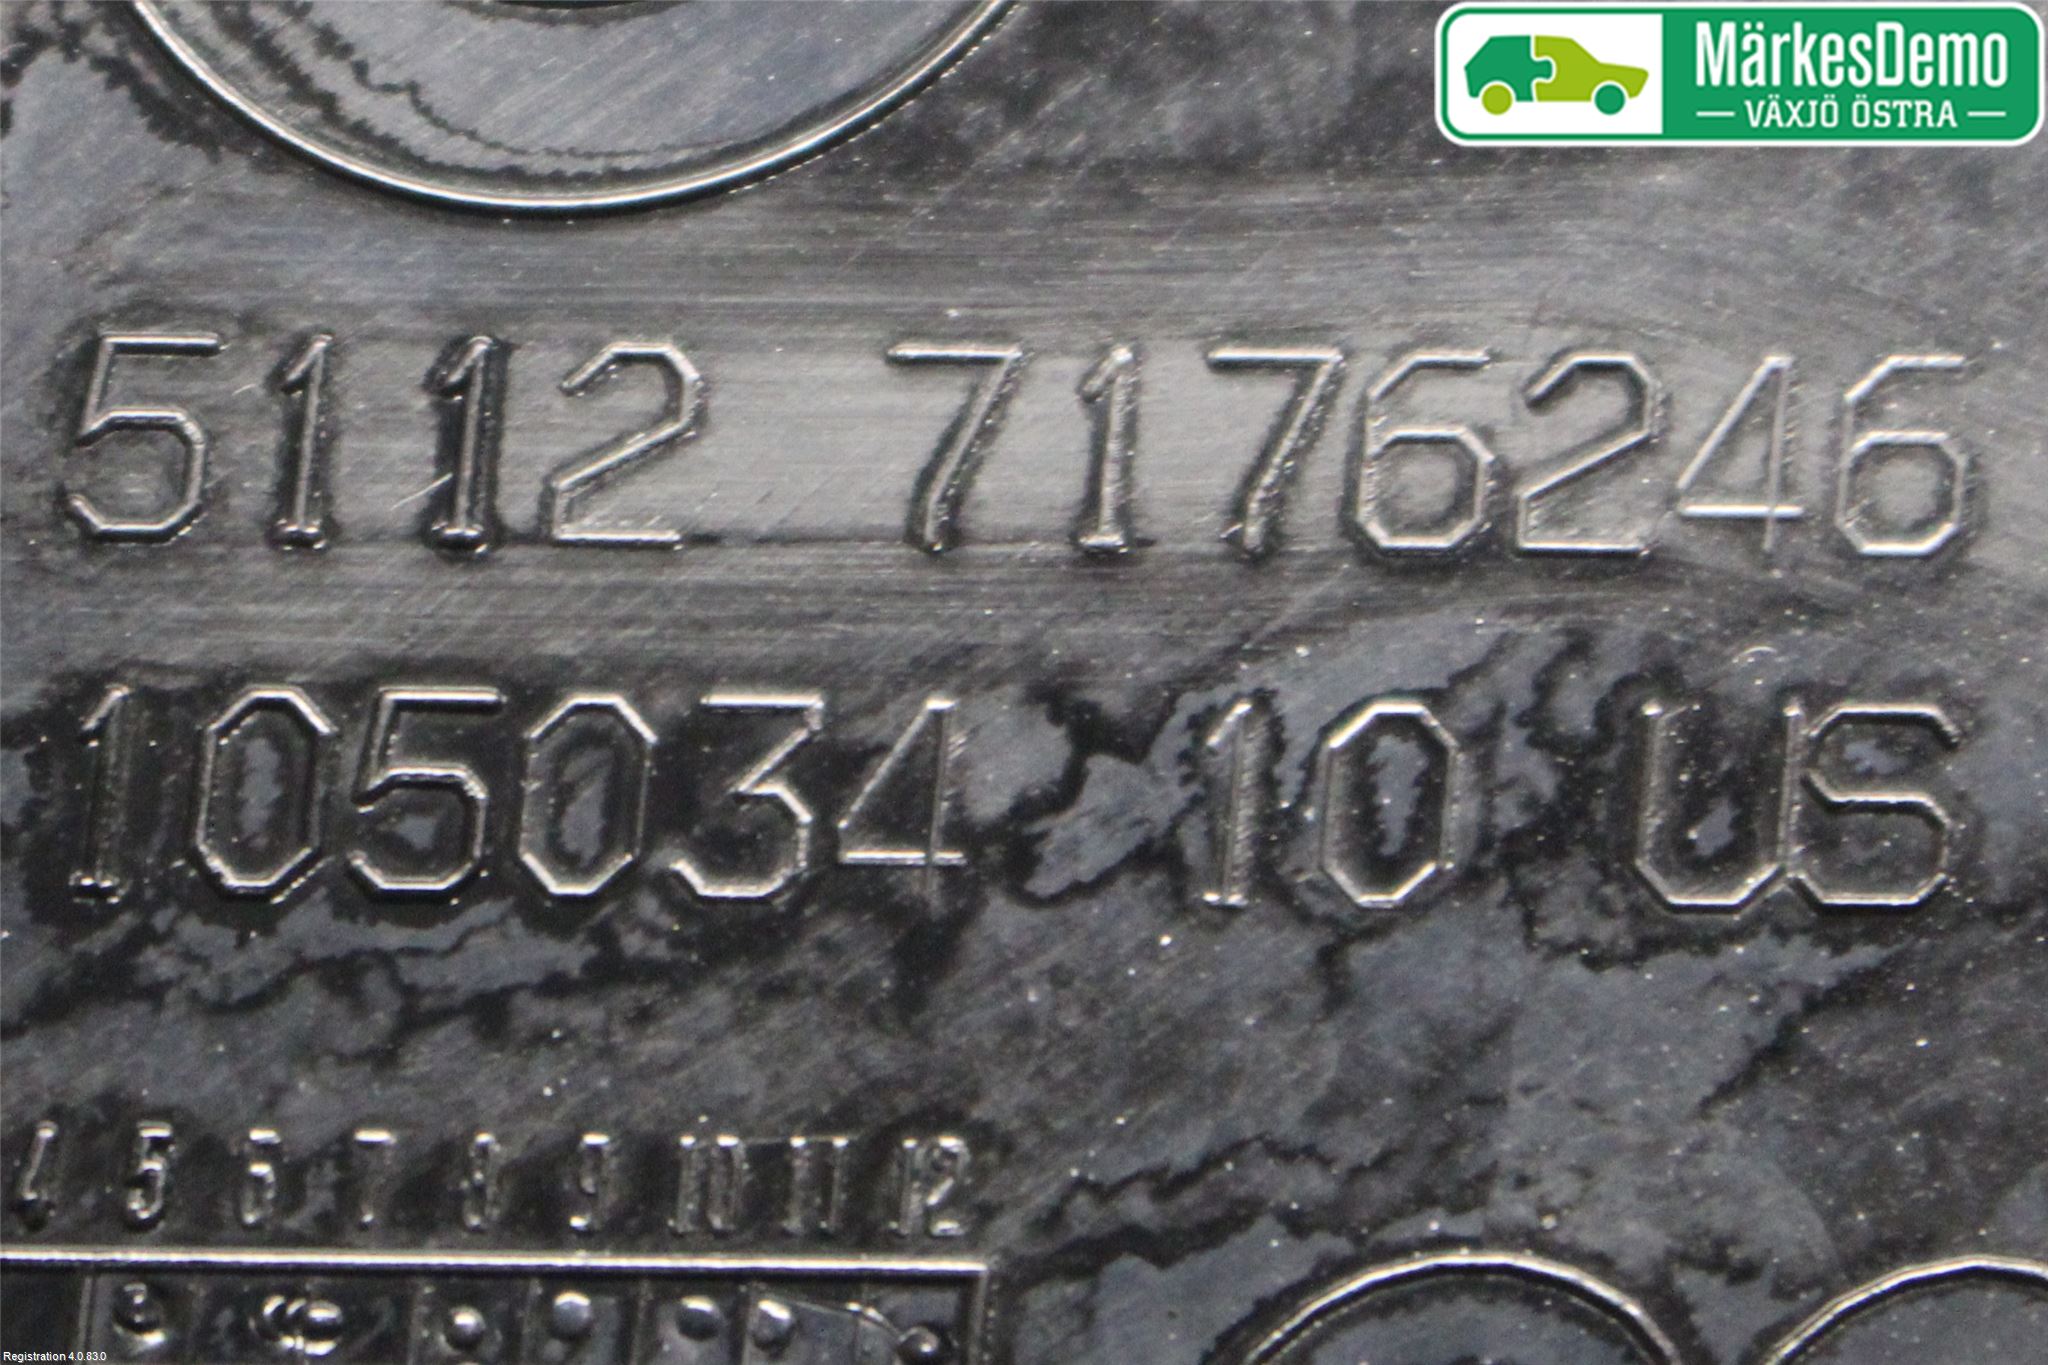 MärkesDemo
— VÄXJÖ ÖSTRA —
5112 7176246
105034 10 US
4 5 6 7 8 9 10 11 12
Registration 4.0.83.0